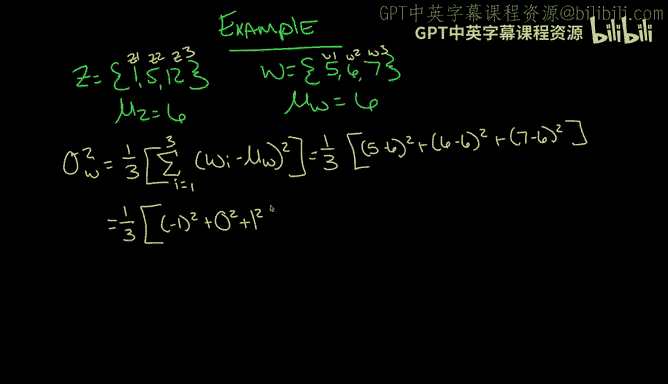 GPT中英字幕课程资源@bilibili.com
GPT中英字幕课程资源 bilibili
EXAMPLE
z1 z2 z3
Z = {1, 5, 12}
w1 w2 w3
W = {5, 6, 7}
μz = 6
μw = 6
σ²w = 1/3 [ 3 Σ i=1 (wi - μw)² ] = 1/3 [ (5-6)² + (6-6)² + (7-6)² ]
= 1/3 [ (-1)² + 0² + 1²